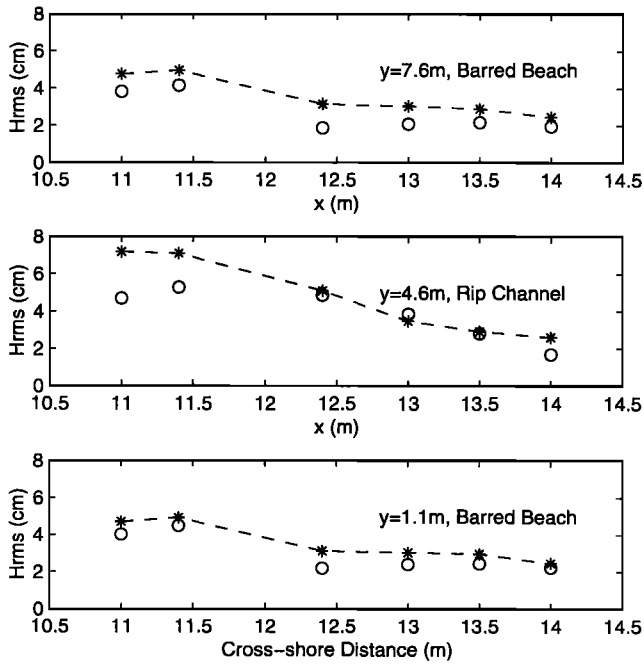 8
6
4
2
0
Hrms (cm)
y=7.6m, Barred Beach
10.5 11 11.5 12 12.5 13 13.5 14 14.5
x (m)
8
6
4
2
0
Hrms (cm)
y=4.6m, Rip Channel
10.5 11 11.5 12 12.5 13 13.5 14 14.5
x (m)
8
6
4
2
0
Hrms (cm)
y=1.1m, Barred Beach
10.5 11 11.5 12 12.5 13 13.5 14 14.5
Cross-shore Distance (m)